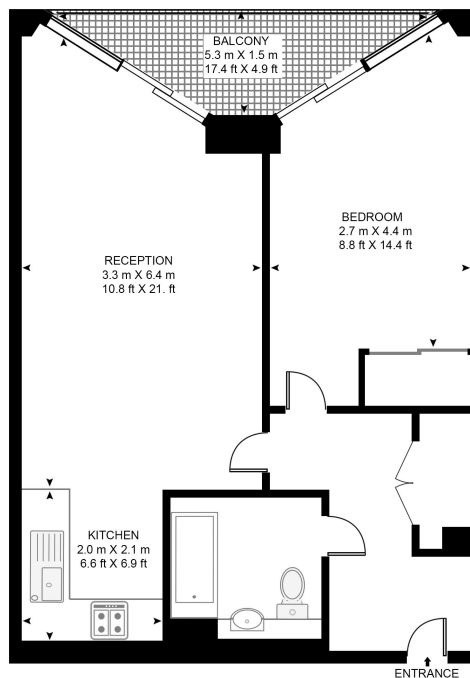 BALCONY
5.3 m X 1.5 m
17.4 ft X 4.9 ft
BEDROOM
2.7 m X 4.4 m
8.8 ft X 14.4 ft
RECEPTION
3.3 m X 6.4 m
10.8 ft X 21. ft
KITCHEN
2.0 m X 2.1 m
6.6 ft X 6.9 ft
ENTRANCE